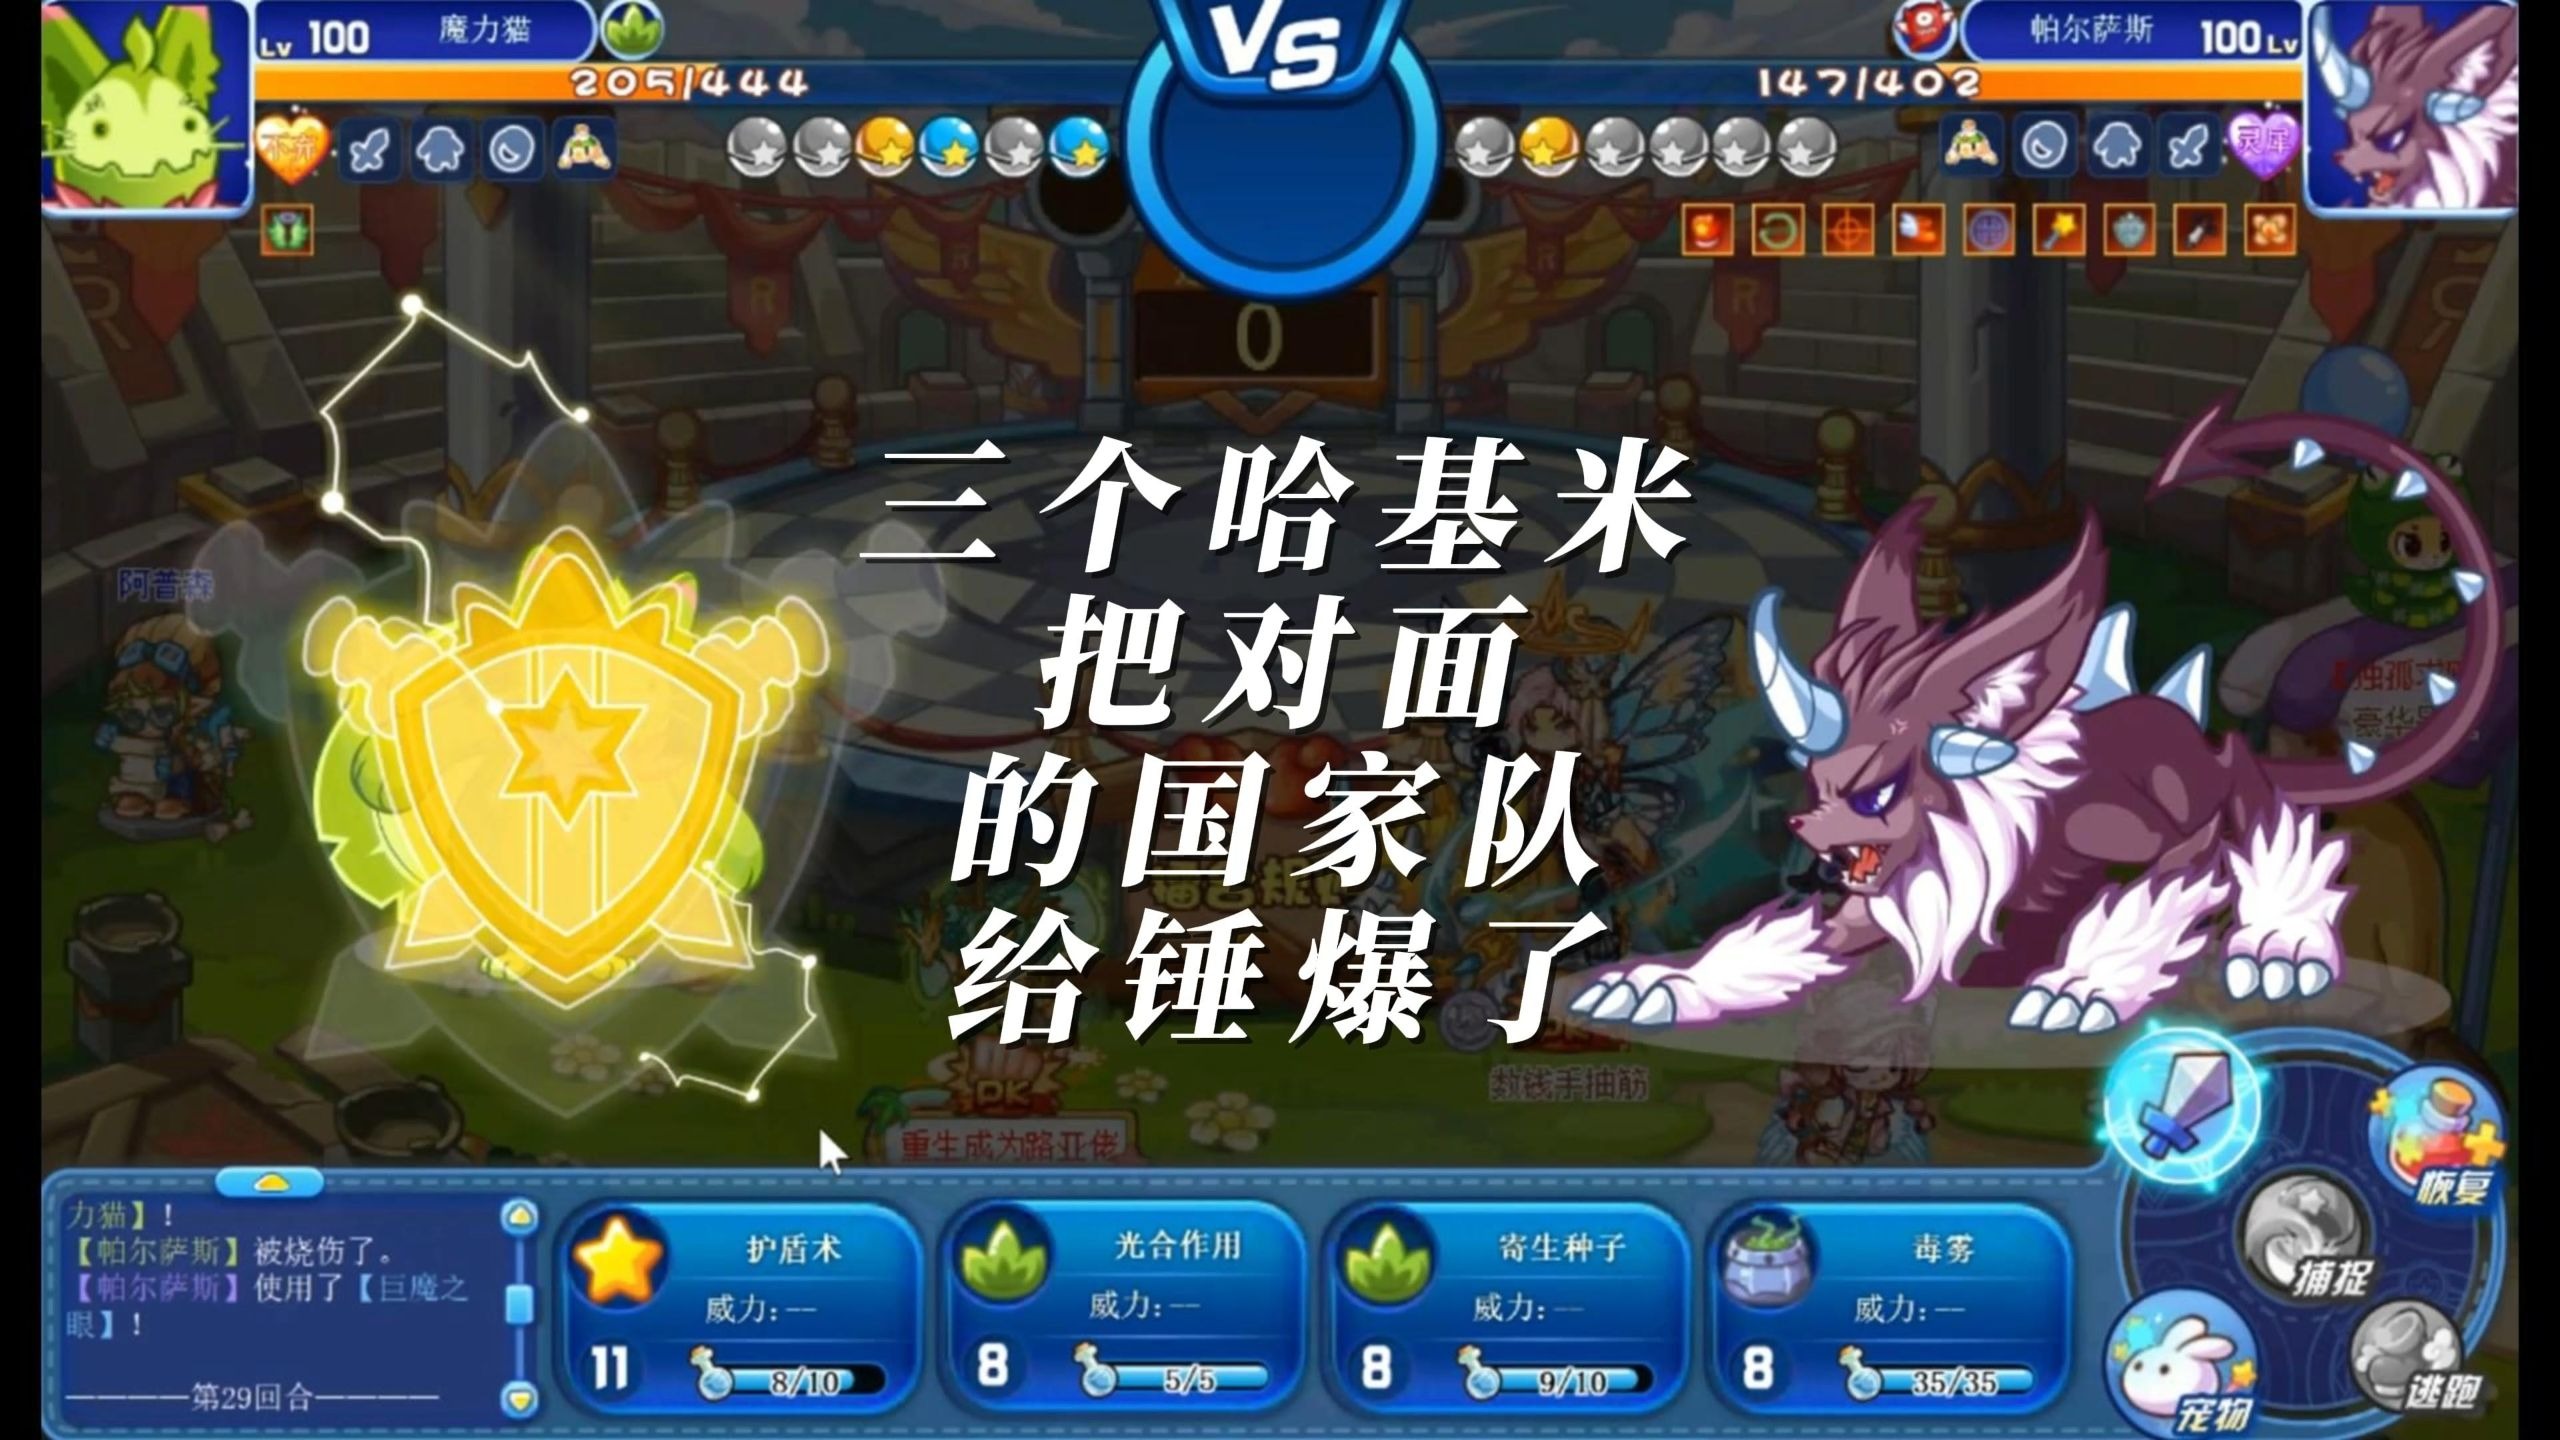 Lv 100 魔力猫
205/444
不充
VS
帕尔萨斯 100 Lv
147/402
灵犀
R
R
R
0
阿普森
三个哈基米
把对面
的国家队
给锤爆了
数钱手抽筋
PK
重生成为路亚佬
力猫】！
【帕尔萨斯】被烧伤了。
【帕尔萨斯】使用了【巨魔之
眼】！
————第29回合————
护盾术
威力:--
11 8/10
光合作用
威力:--
8 5/5
寄生种子
威力:--
8 9/10
毒雾
威力:--
8 35/35
恢复
捕捉
宠物
逃跑